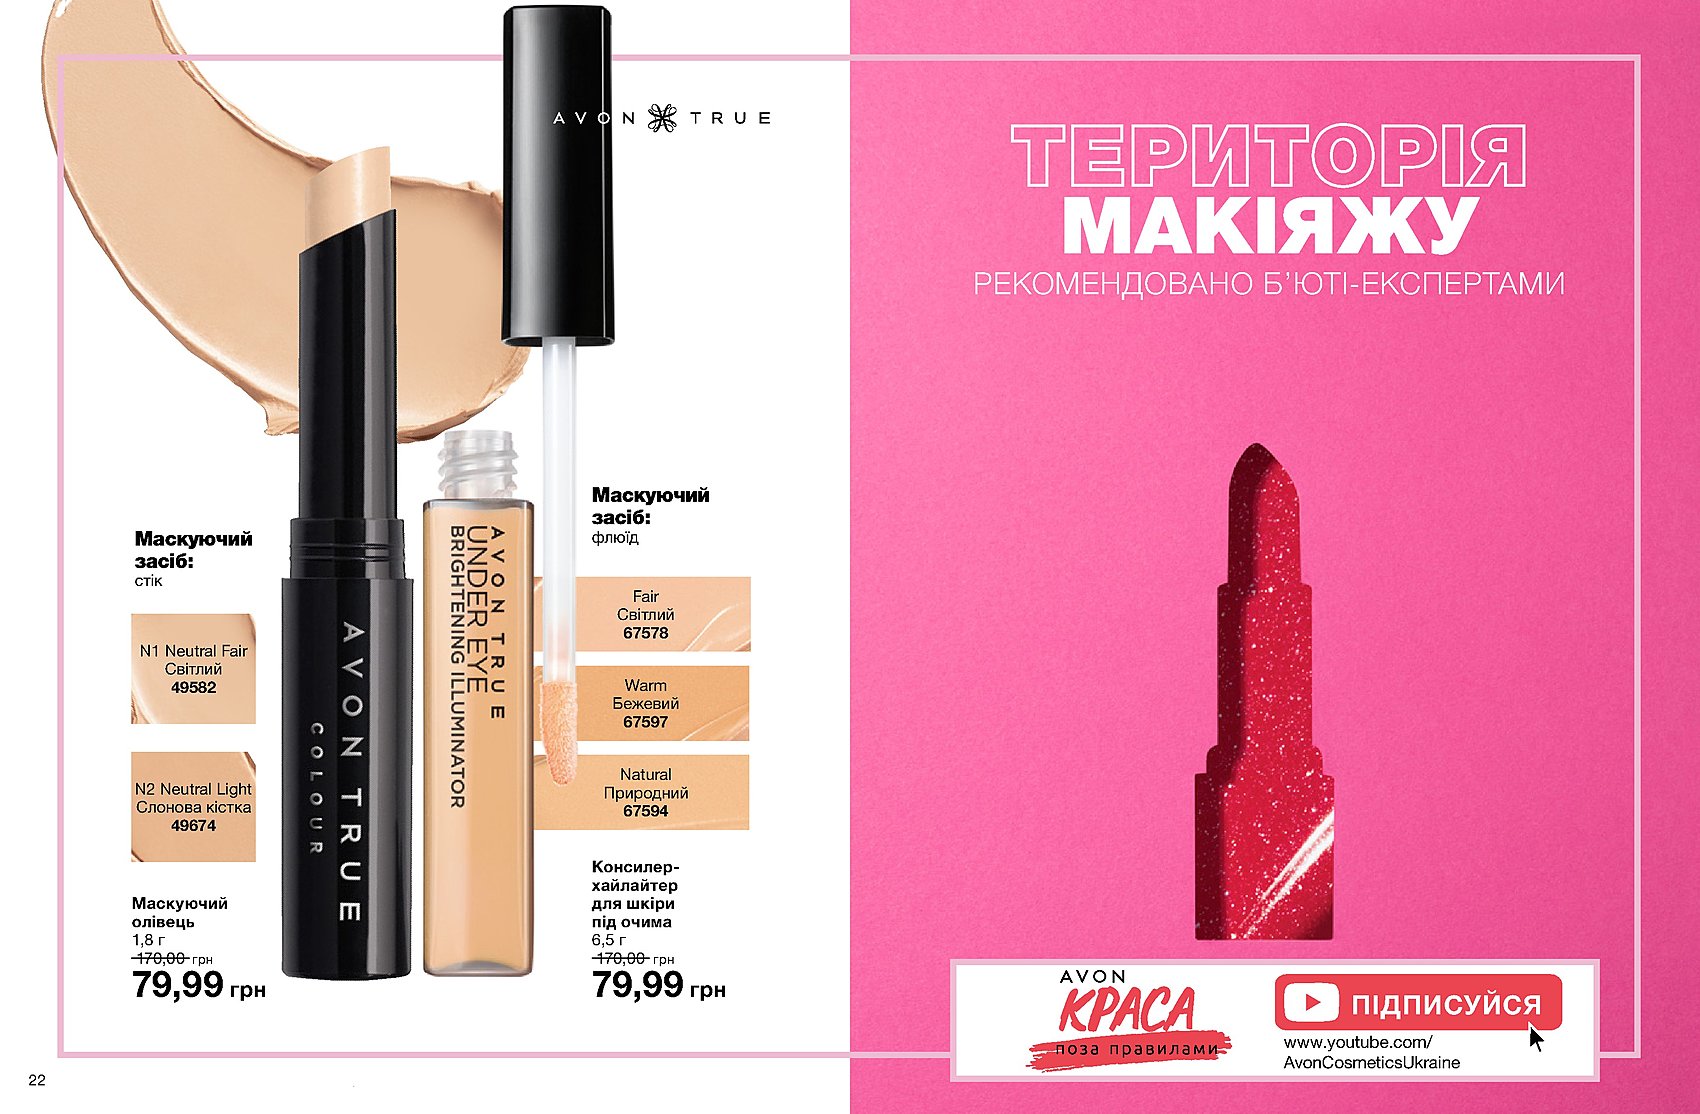 AVON TRUE
Маскуючий
засіб:
стік
N1 Neutral Fair
Світлий
49582
N2 Neutral Light
Слонова кістка
49674
Маскуючий
олівець
1,8 г
170,00 грн
79,99 грн
AVON TRUE
COLOUR
AVON TRUE
UNDER EYE
BRIGHTENING ILLUMINATOR
Маскуючий
засіб:
флюїд
Fair
Світлий
67578
Warm
Бежевий
67597
Natural
Природний
67594
Консилер-
хайлайтер
для шкіри
під очима
6,5 г
170,00 грн
79,99 грн
22
ТЕРИТОРІЯ
МАКІЯЖУ
РЕКОМЕНДОВАНО Б’ЮТІ-ЕКСПЕРТАМИ
AVON
КРАСА
поза правилами
ПІДПИСУЙСЯ
www.youtube.com/
AvonCosmeticsUkraine